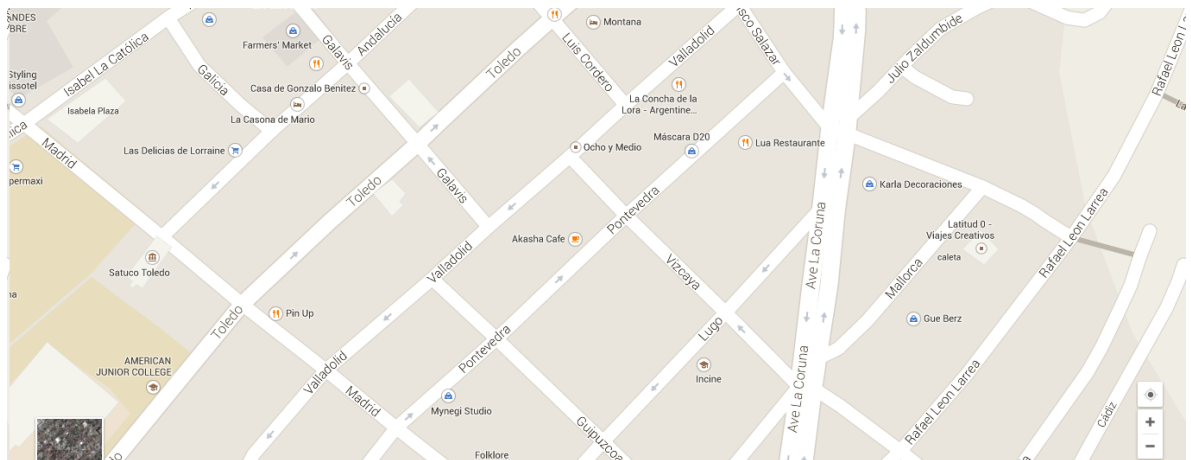 ANDES
Farmers' Market
Galavis
Andalucía
Montana
Isabel La Católica
Galicia
Toledo
Luis Cordero
Valladolid
isco Salazar
Julio Zaldumbide
Rafael Leon Larrea
Styling
issotel
Isabela Plaza
Casa de Gonzalo Benitez
La Casona de Mario
La Concha de la
Lora - Argentine...
La
Madrid
Las Delicias de Lorraine
Máscara D20
Lua Restaurante
Ocho y Medio
permaxi
Toledo
Galavis
Pontevedra
Karla Decoraciones
Ave La Coruna
Rafael Leon Larrea
Latitud 0 -
Viajes Creativos
caleta
Akasha Cafe
Satuco Toledo
na
Valladolid
Vizcaya
Mallorca
Toledo
Pin Up
Lugo
Gue Berz
Pontevedra
AMERICAN
JUNIOR COLLEGE
Valladolid
Madrid
Incine
Ave La Coruna
Rafael Leon Larrea
Mynegi Studio
Guipuzcoa
Cádiz
Folklore
To
+
−